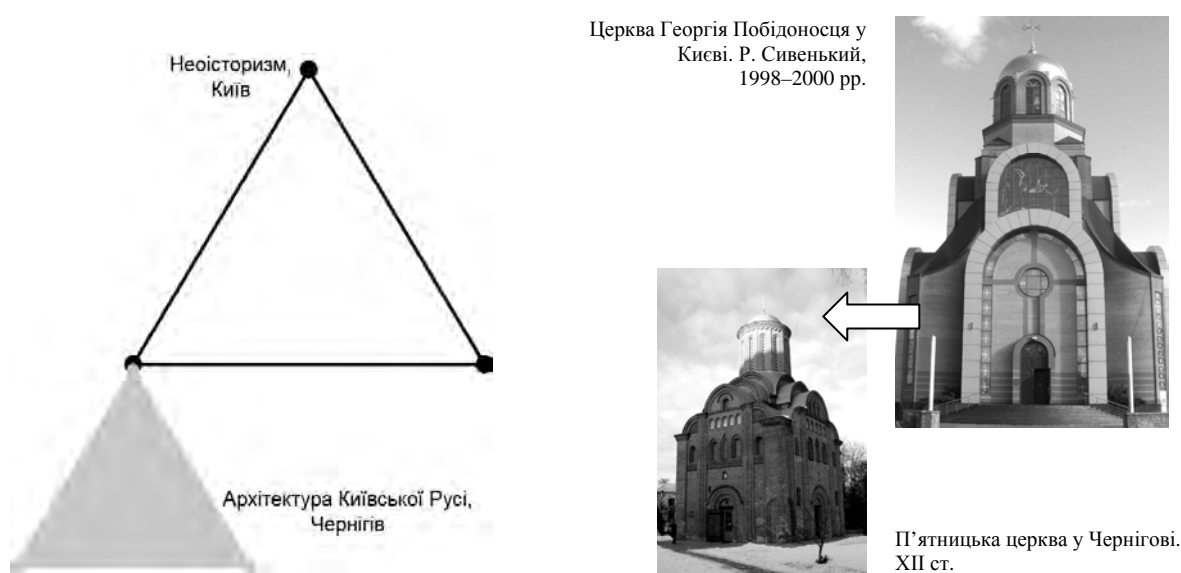 Неоісторизм,
Київ
Архітектура Київської Русі,
Чернігів
Церква Георгія Побідоносця у
Києві. Р. Сивенький,
1998–2000 рр.
П’ятницька церква у Чернігові.
XII ст.